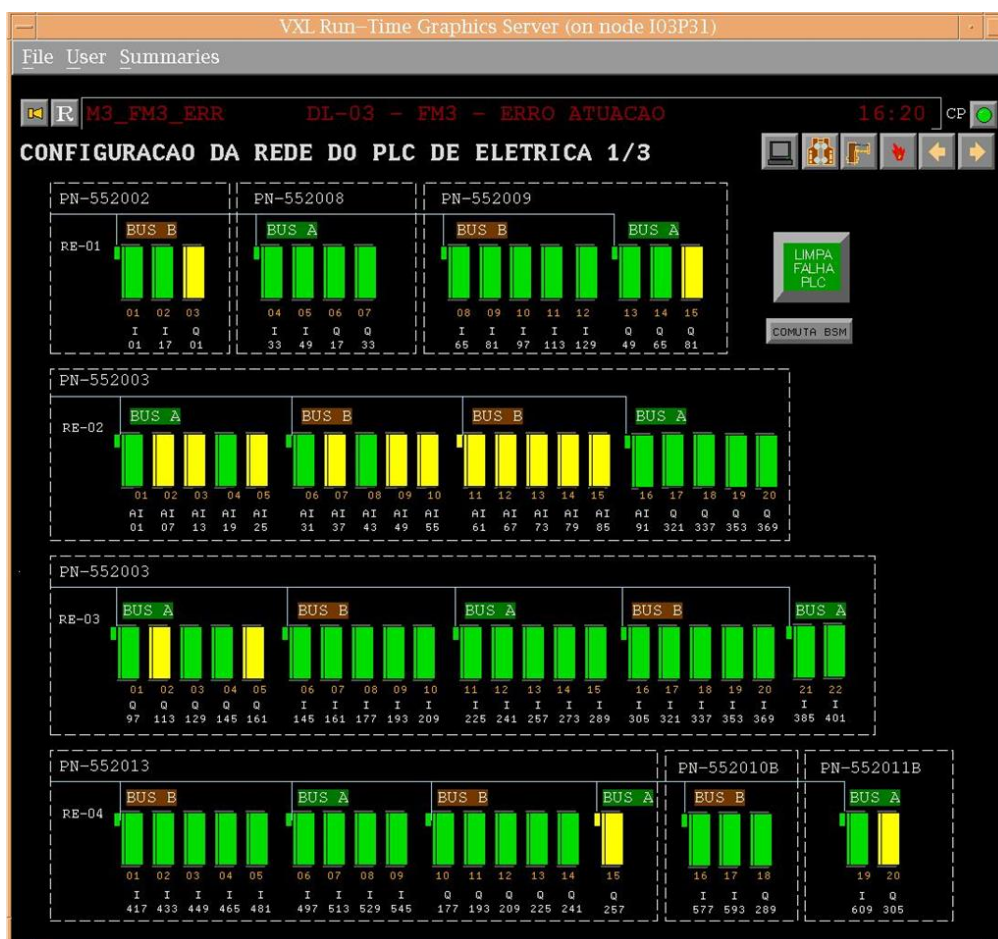 VXL Run-Time Graphics Server (on node I03P31)
File User Summaries
R M3_FM3_ERR DL-03 - FM3 - ERRO ATUACAO 16:20 CP
CONFIGURACAO DA REDE DO PLC DE ELETRICA 1/3
PN-552002 PN-552008 PN-552009
BUS B BUS A BUS B BUS A
RE-01
LIMPA
FALHA
PLC
COMUTA BSM
01 02 03 04 05 06 07 08 09 10 11 12 13 14 15
I I Q I I Q Q I I I I I Q Q Q
01 17 01 33 49 17 33 65 81 97 113 129 49 65 81
PN-552003
BUS A BUS B BUS B BUS A
RE-02
01 02 03 04 05 06 07 08 09 10 11 12 13 14 15 16 17 18 19 20
AI AI AI AI AI AI AI AI AI AI AI AI AI AI AI AI Q Q Q Q
01 07 13 19 25 31 37 43 49 55 61 67 73 79 85 91 321 337 353 369
PN-552003
BUS A BUS B BUS A BUS B BUS A
RE-03
01 02 03 04 05 06 07 08 09 10 11 12 13 14 15 16 17 18 19 20 21 22
Q Q Q Q Q I I I I I I I I I I I I I I I I I
97 113 129 145 161 145 161 177 193 209 225 241 257 273 289 305 321 337 353 369 385 401
PN-552013 PN-552010B PN-552011B
BUS B BUS A BUS B BUS A BUS B BUS A
RE-04
01 02 03 04 05 06 07 08 09 10 11 12 13 14 15 16 17 18 19 20
I I I I I I I I I Q Q Q Q Q Q I I Q I Q
417 433 449 465 481 497 513 529 545 177 193 209 225 241 257 577 593 289 609 305